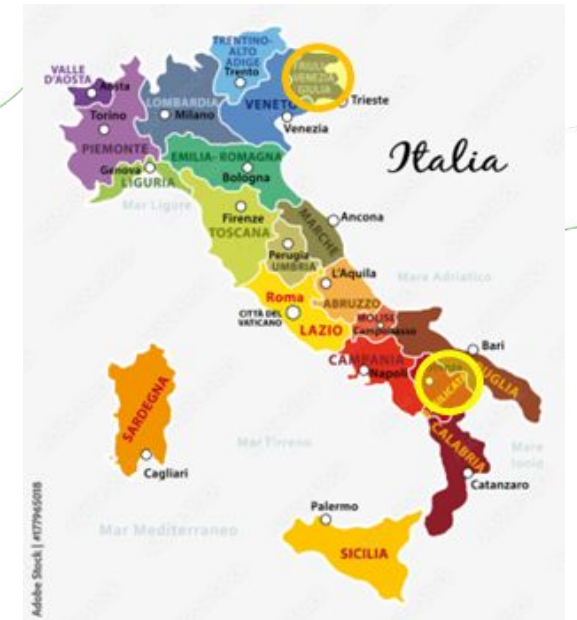 TRENTINO-
ALTO
ADIGE
Trento
FRIULI
VENEZIA
GIULIA
VALLE
D'AOSTA
Aosta
LOMBARDIA
Milano
VENETO
Trieste
Venezia
Torino
PIEMONTE
Genova
LIGURIA
EMILIA- ROMAGNA
Bologna
Italia
Mar Ligure
Firenze
TOSCANA
MARCHE
Ancona
Perugia
UMBRIA
L'Aquila
ABRUZZO
Mare Adriatico
Roma
CITTÀ DEL
VATICANO
LAZIO
MOLISE
Campobasso
CAMPANIA
Napoli
Bari
PUGLIA
SARDEGNA
Cagliari
Mar Tirreno
CALABRIA
Catanzaro
Mare
Ionio
Palermo
SICILIA
Mar Mediterraneo
Adobe Stock | #177965018